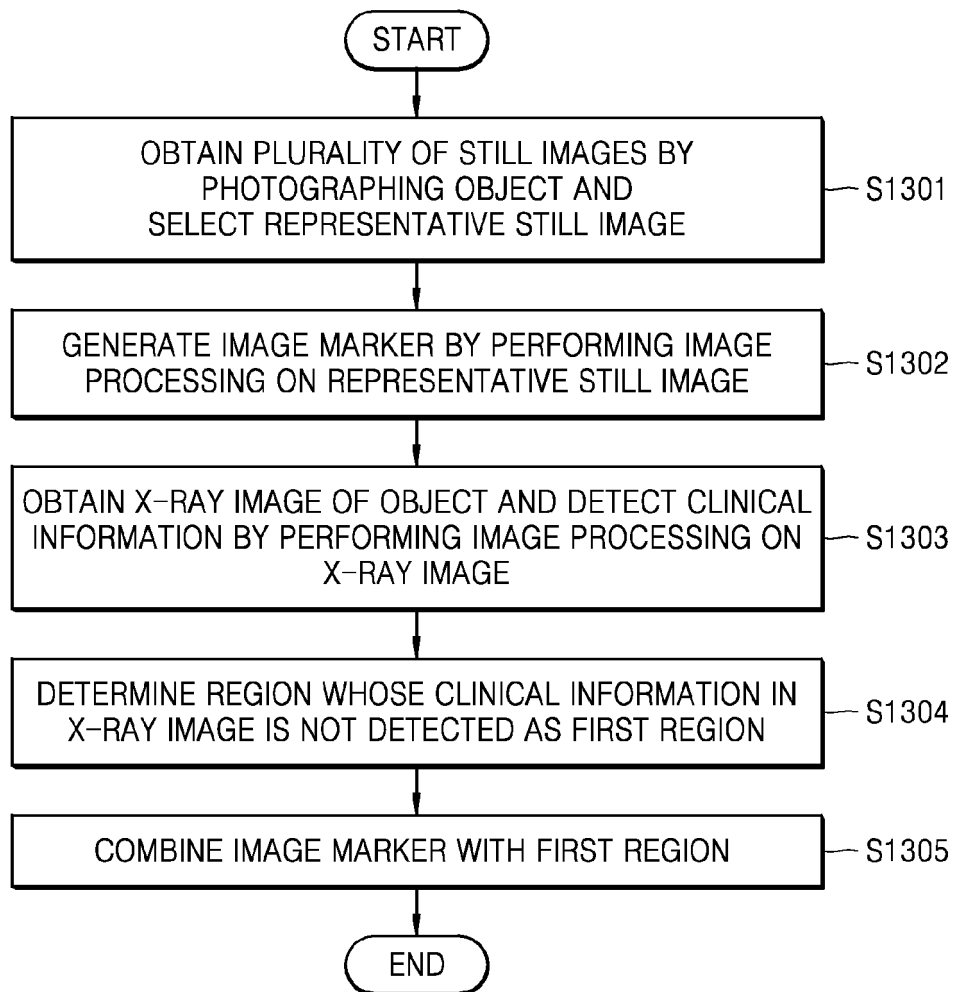 START
OBTAIN PLURALITY OF STILL IMAGES BY
PHOTOGRAPHING OBJECT AND
SELECT REPRESENTATIVE STILL IMAGE
S1301
GENERATE IMAGE MARKER BY PERFORMING IMAGE
PROCESSING ON REPRESENTATIVE STILL IMAGE
S1302
OBTAIN X-RAY IMAGE OF OBJECT AND DETECT CLINICAL
INFORMATION BY PERFORMING IMAGE PROCESSING ON
X-RAY IMAGE
S1303
DETERMINE REGION WHOSE CLINICAL INFORMATION IN
X-RAY IMAGE IS NOT DETECTED AS FIRST REGION
S1304
COMBINE IMAGE MARKER WITH FIRST REGION
S1305
END